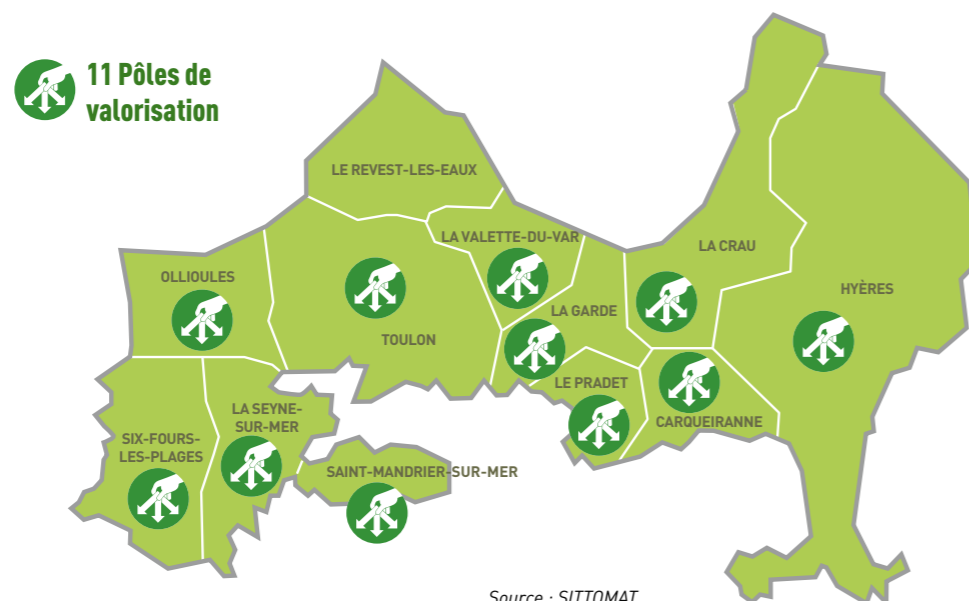 11 Pôles de
valorisation
LE REVEST-LES-EAUX
LA VALETTE-DU-VAR
LA CRAU
OLLIOULES
HYÈRES
LA GARDE
TOULON
LE PRADET
LA SEYNE-
SUR-MER
CARQUEIRANNE
SIX-FOURS-
LES-PLAGES
SAINT-MANDRIER-SUR-MER
Source : SITTOMAT